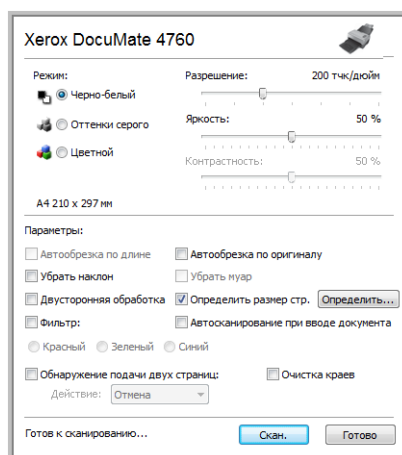 Xerox DocuMate 4760
Режим: Разрешение: 200 тчк/дюйм
Черно-белый
Оттенки серого Яркость: 50 %
Цветной Контрастность: 50 %
A4 210 x 297 мм
Параметры:
Автообрезка по длине Автообрезка по оригиналу
Убрать наклон Убрать муар
Двусторонняя обработка Определить размер стр. Определить...
Фильтр: Автосканирование при вводе документа
Красный Зеленый Синий
Обнаружение подачи двух страниц: Очистка краев
Действие: Отмена
Готов к сканированию... Скан. Готово